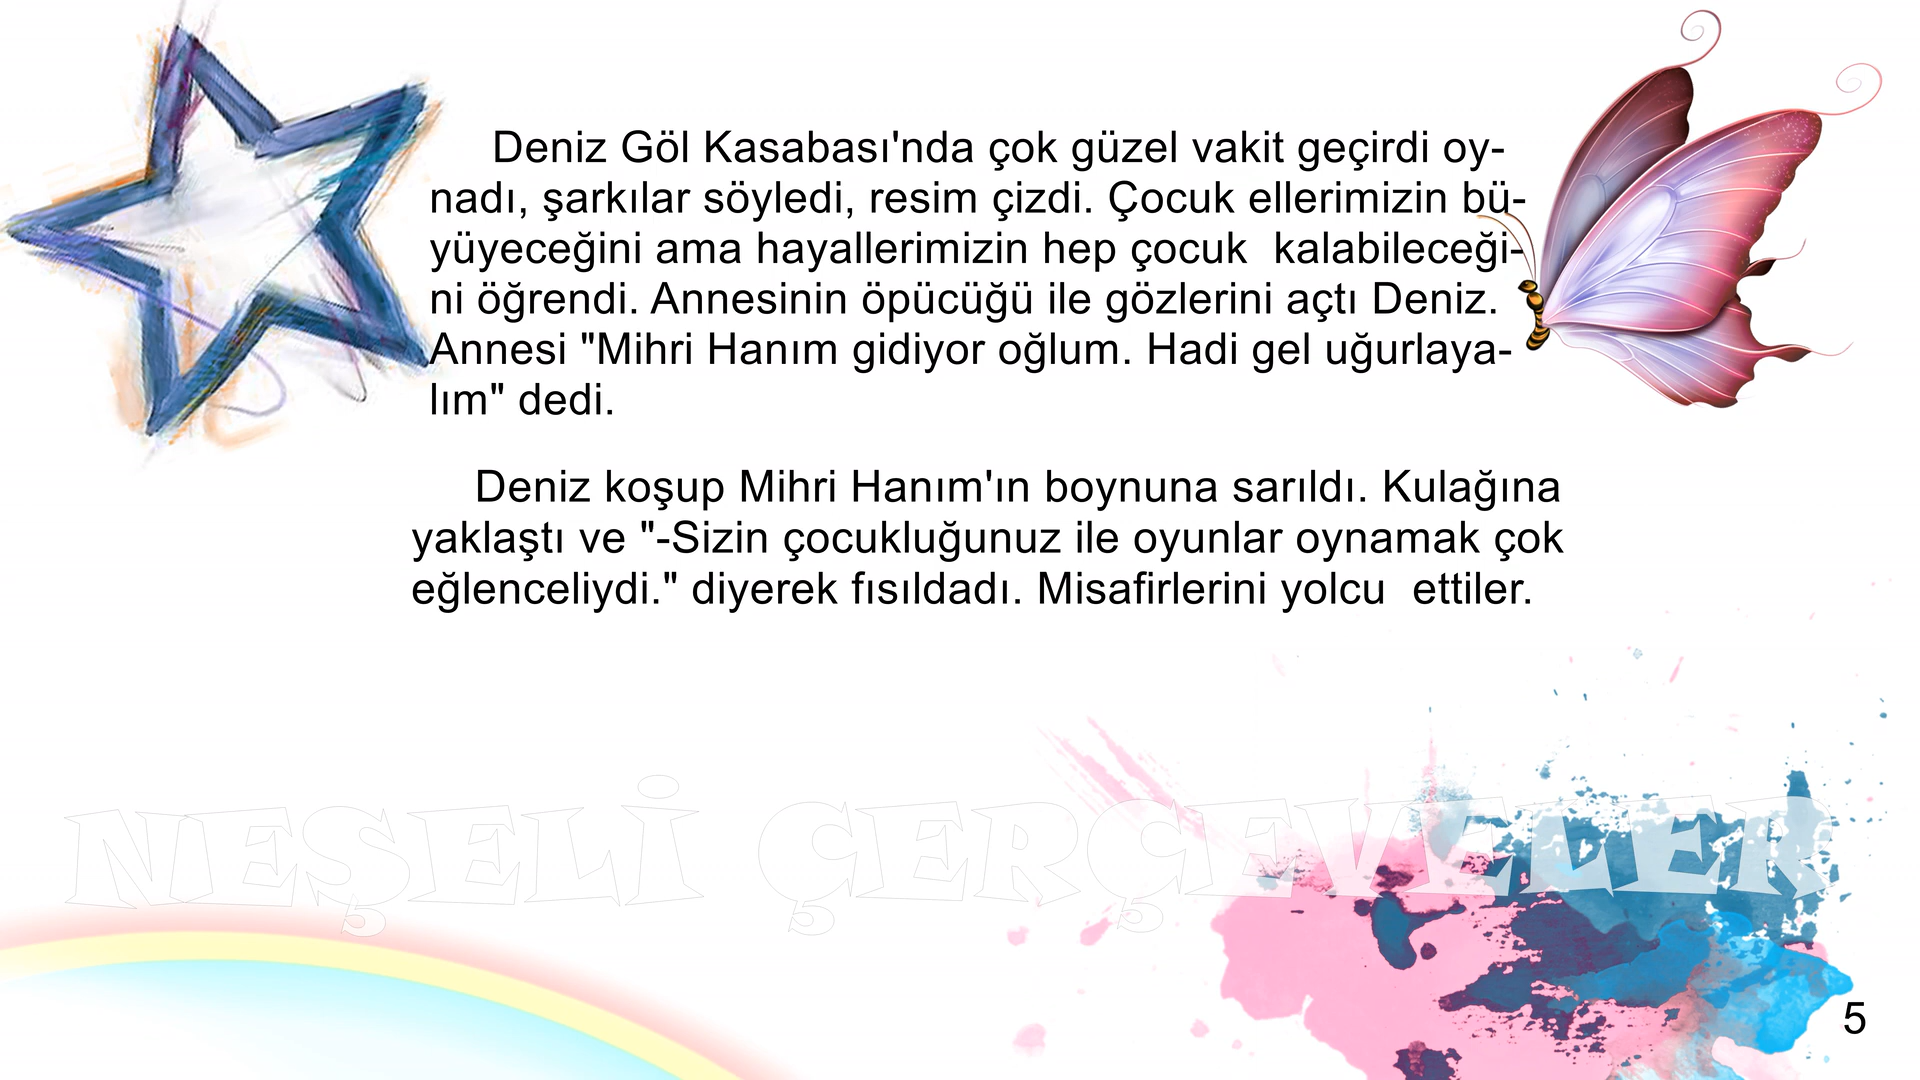 Deniz Göl Kasabası'nda çok güzel vakit geçirdi oy-
nadı, şarkılar söyledi, resim çizdi. Çocuk ellerimizin bü-
yüyeceğini ama hayallerimizin hep çocuk  kalabileceği-
ni öğrendi. Annesinin öpücüğü ile gözlerini açtı Deniz.
Annesi "Mihri Hanım gidiyor oğlum. Hadi gel uğurlaya-
lım" dedi.
Deniz koşup Mihri Hanım'ın boynuna sarıldı. Kulağına
yaklaştı ve "-Sizin çocukluğunuz ile oyunlar oynamak çok
eğlenceliydi." diyerek fısıldadı. Misafirlerini yolcu  ettiler.
NEŞELİ ÇERÇEVELER
5